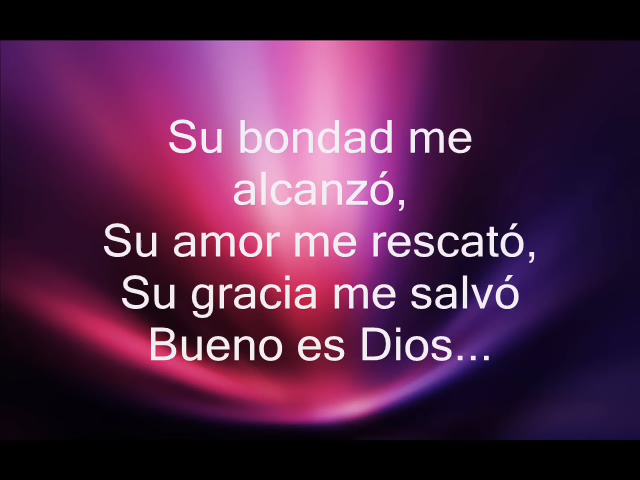 Su bondad me
alcanzó,
Su amor me rescató,
Su gracia me salvó
Bueno es Dios...